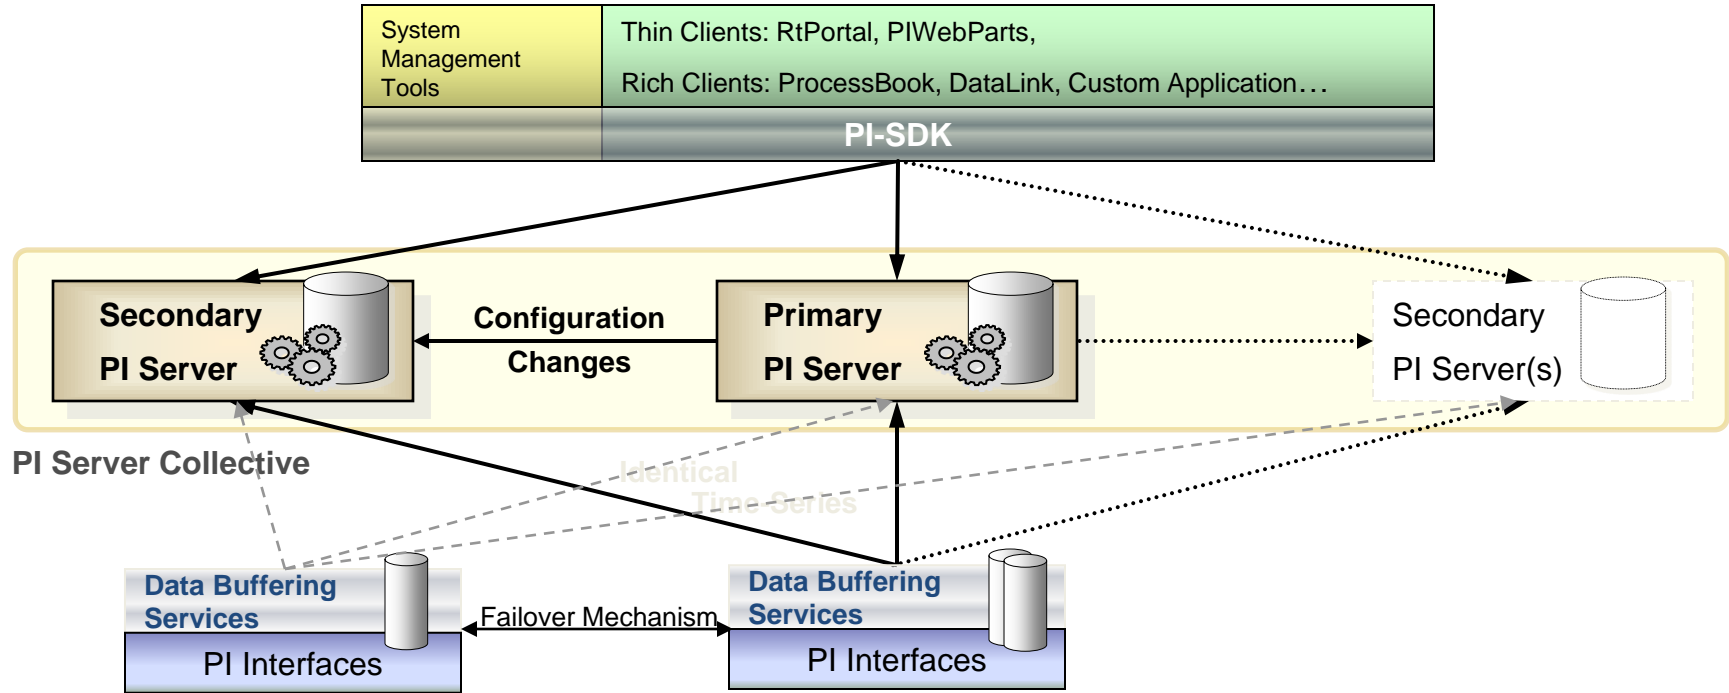 System
Management
Tools
Thin Clients: RtPortal, PIWebParts,
Rich Clients: ProcessBook, DataLink, Custom Application...
PI-SDK
Secondary
PI Server
Configuration
Changes
Primary
PI Server
Secondary
PI Server(s)
PI Server Collective
Identical
Time-Series
Data Buffering
Services
PI Interfaces
Failover Mechanism
Data Buffering
Services
PI Interfaces